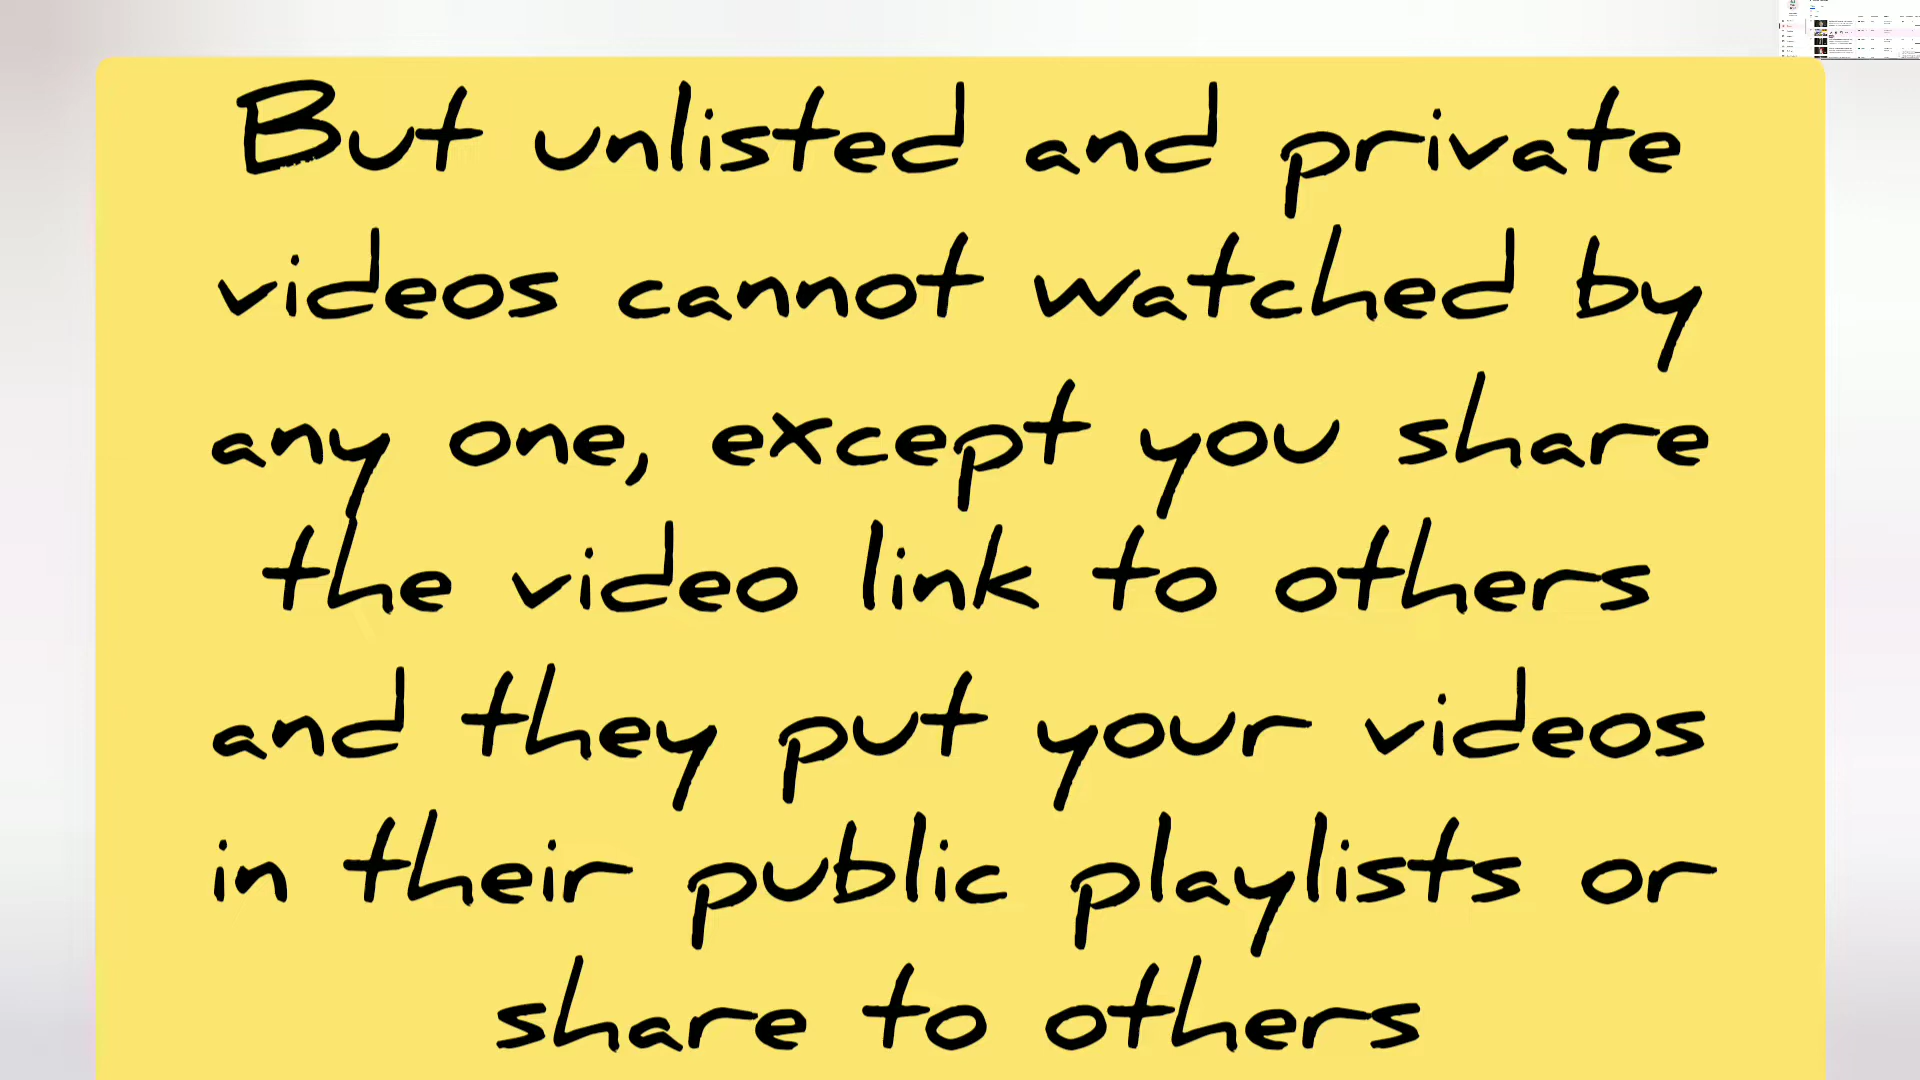 But unlisted and private
videos cannot watched by
any one, except you share
the video link to others
and they put your videos
in their public playlists or
share to others